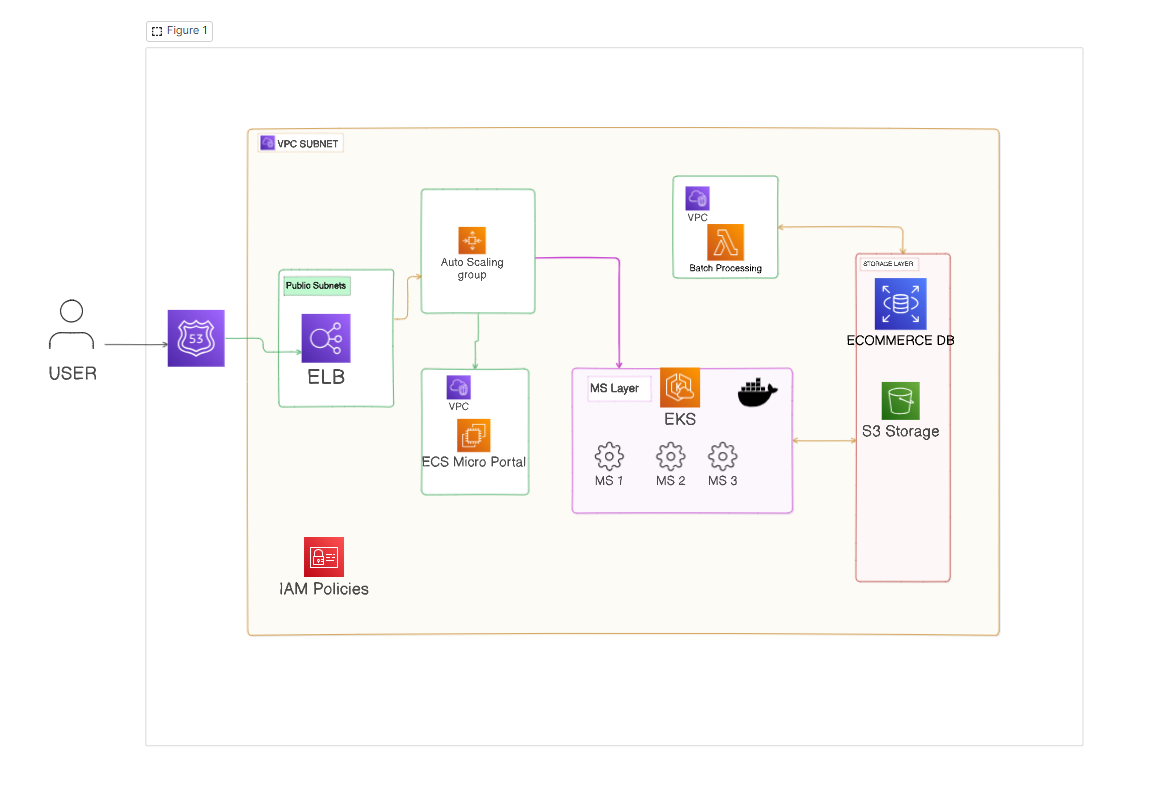 Figure 1
VPC SUBNET
USER
53
Public Subnets
ELB
Auto Scaling
group
VPC
ECS Micro Portal
VPC
Batch Processing
MS Layer
EKS
MS 1
MS 2
MS 3
STORAGE LAYER
ECOMMERCE DB
S3 Storage
IAM Policies